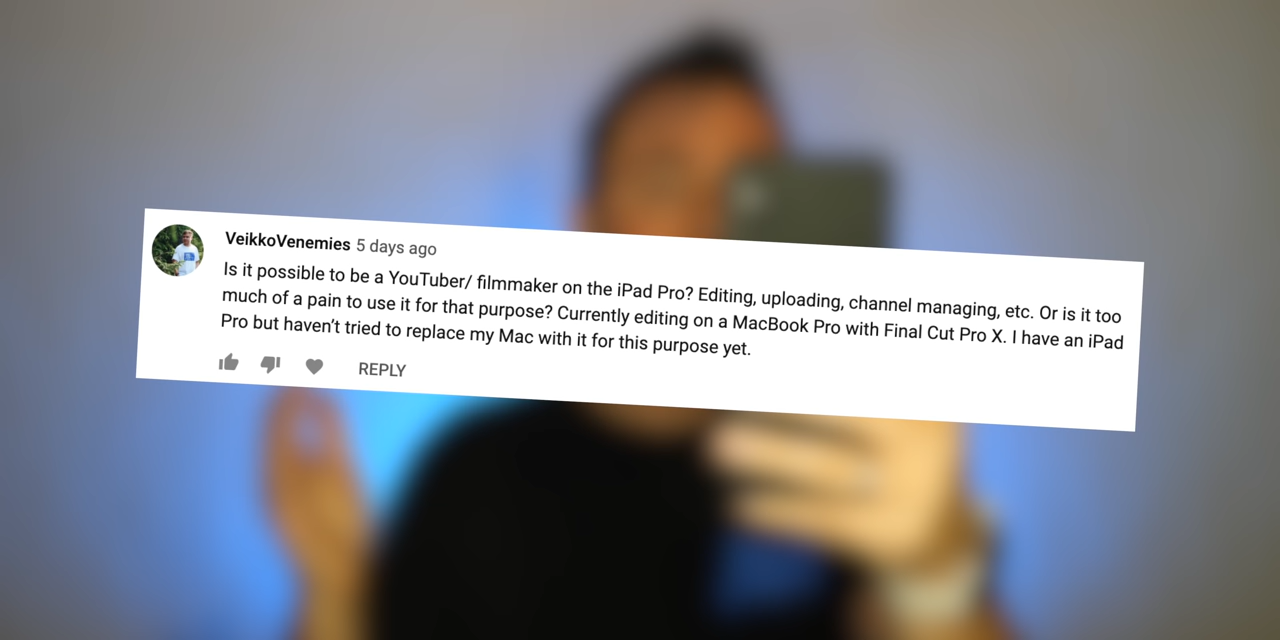 VeikkoVenemies 5 days ago
Is it possible to be a YouTuber/ filmmaker on the iPad Pro? Editing, uploading, channel managing, etc. Or is it too
much of a pain to use it for that purpose? Currently editing on a MacBook Pro with Final Cut Pro X. I have an iPad
Pro but haven’t tried to replace my Mac with it for this purpose yet.
REPLY